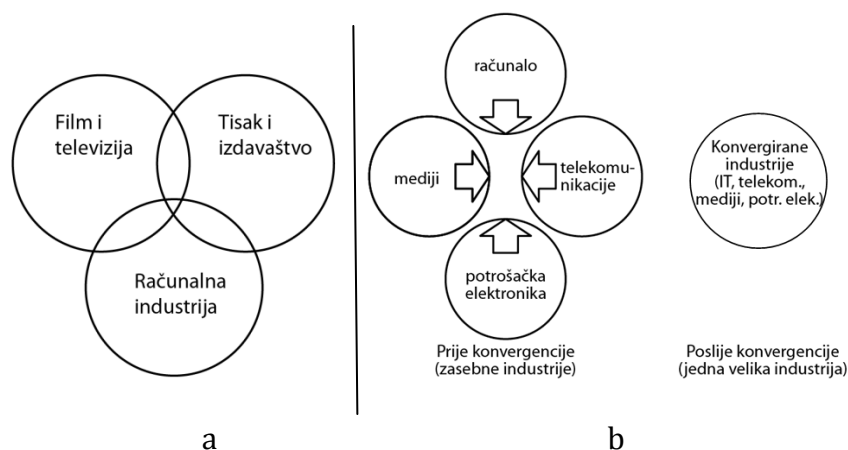 Film i
televizija
Tisak i
izdavaštvo
Računalna
industrija
a
računalo
mediji
telekomu-
nikacije
potrošačka
elektronika
Prije konvergencije
(zasebne industrije)
Konvergirane
industrije
(IT, telekom.,
mediji, potr. elek.)
Poslije konvergencije
(jedna velika industrija)
b